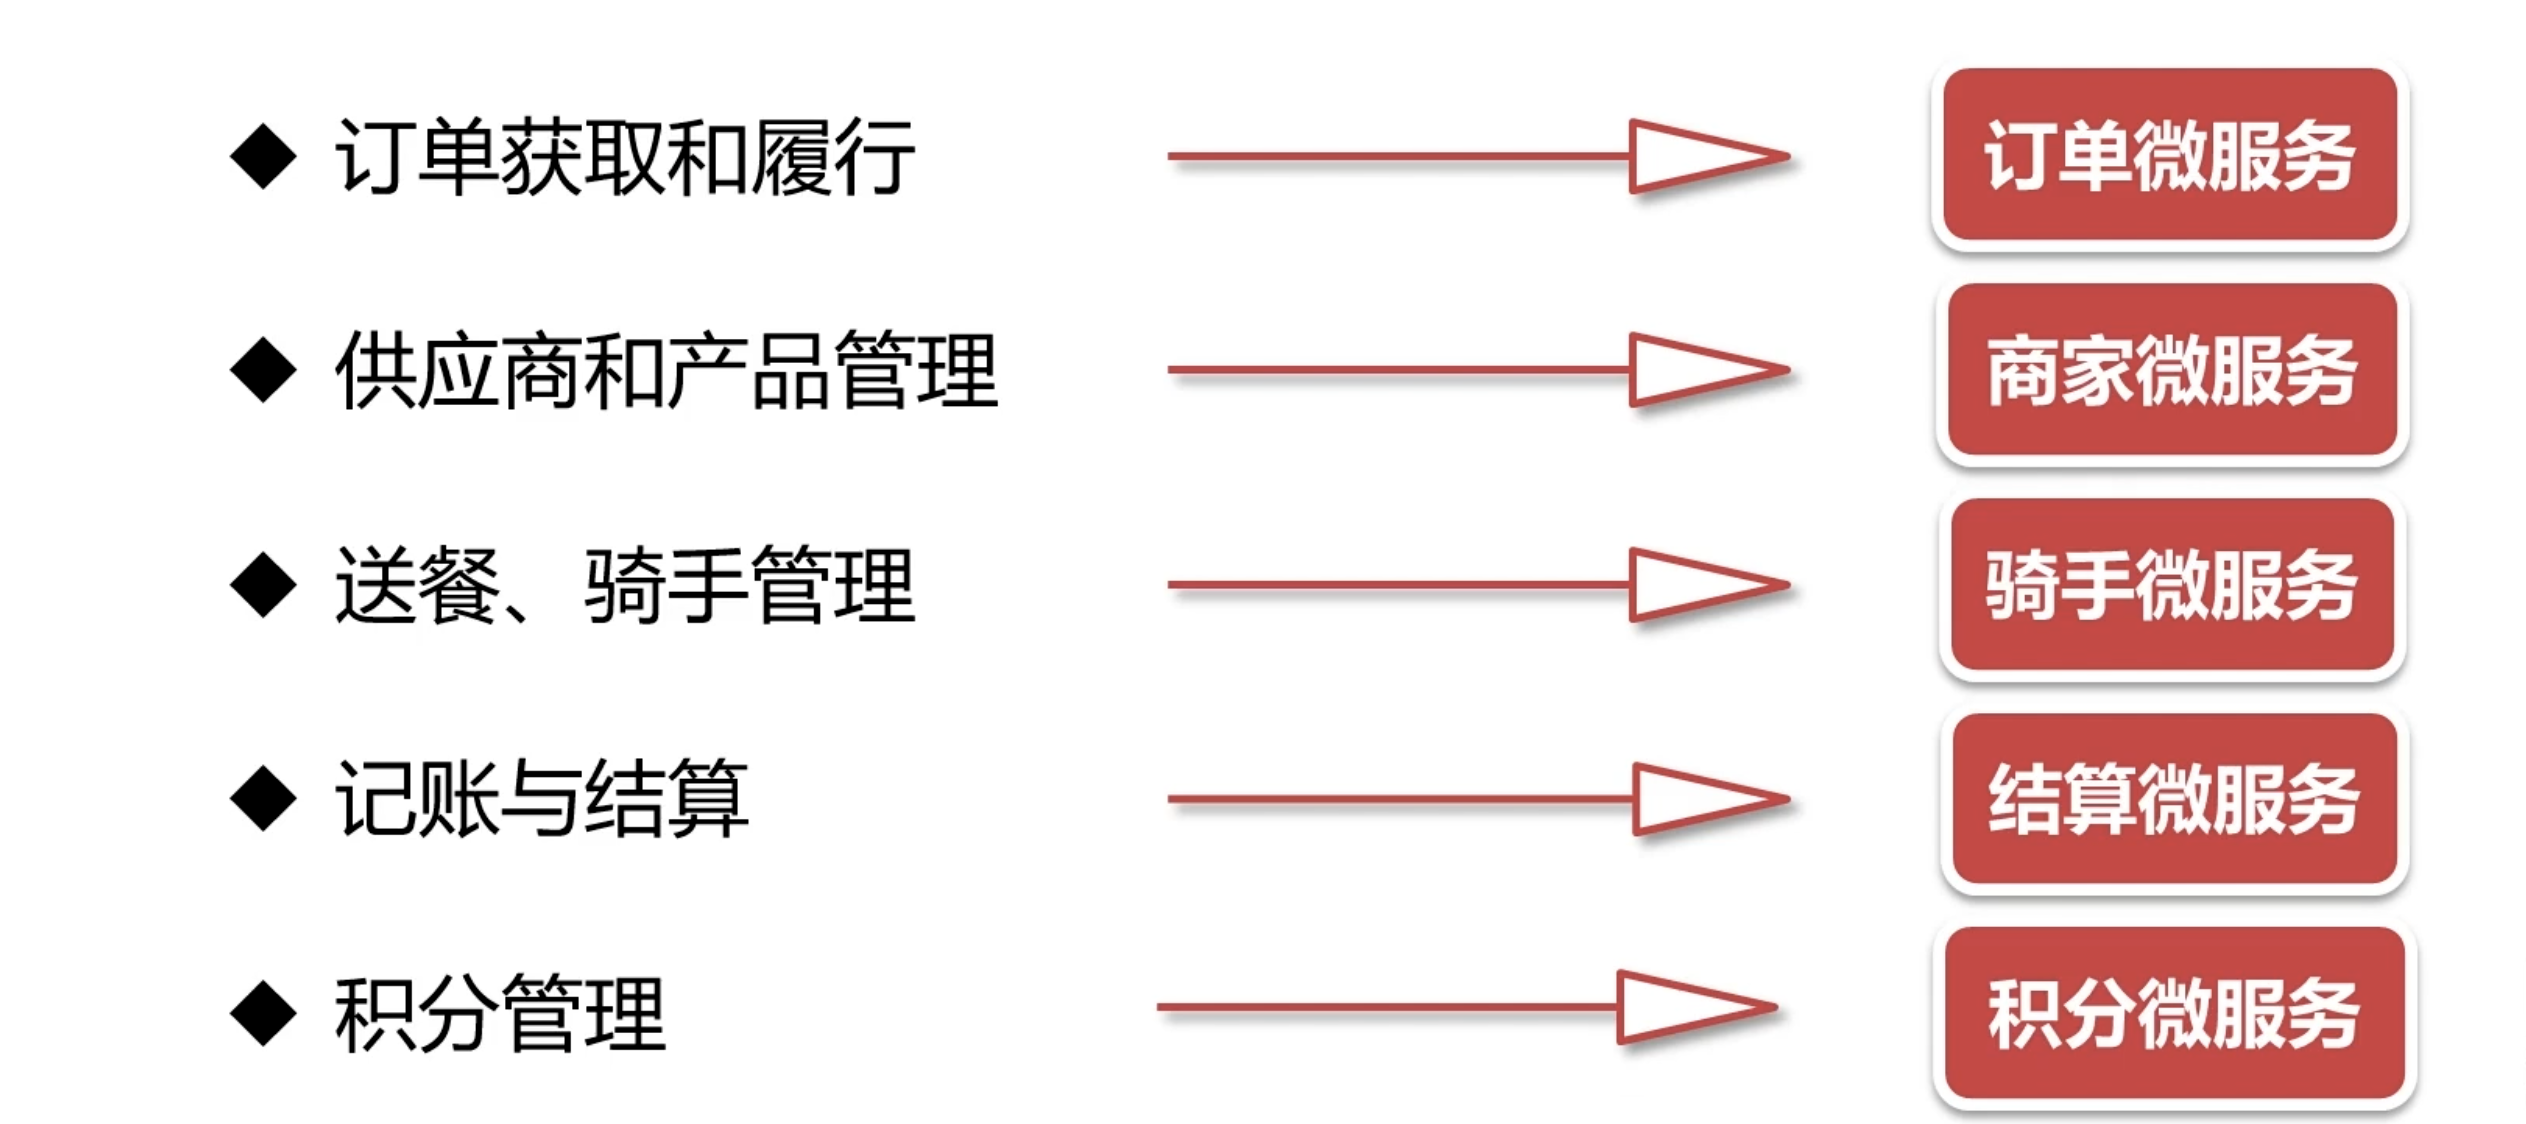 ◆ 订单获取和履行
订单微服务
◆ 供应商和产品管理
商家微服务
◆ 送餐、骑手管理
骑手微服务
◆ 记账与结算
结算微服务
◆ 积分管理
积分微服务